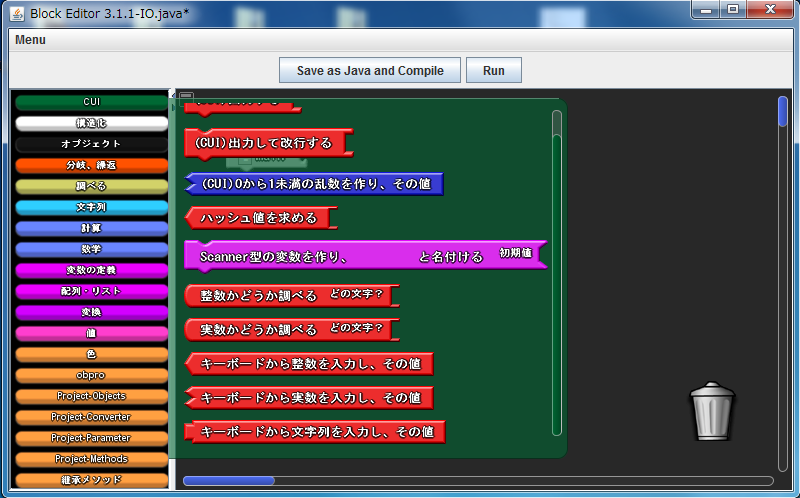 Block Editor 3.1.1-IO.java*
Menu
Save as Java and Compile
Run
CUI
構造化
オブジェクト
分岐、繰返
調べる
文字列
計算
数学
変数の定義
配列・リスト
変換
値
色
obpro
Project-Objects
Project-Converter
Project-Parameter
Project-Methods
継承メソッド
(CUI)出力して改行する
(CUI)0から1未満の乱数を作り、その値
ハッシュ値を求める
Scanner型の変数を作り、 と名付ける 初期値
整数かどうか調べる どの文字?
実数かどうか調べる どの文字?
キーボードから整数を入力し、その値
キーボードから実数を入力し、その値
キーボードから文字列を入力し、その値